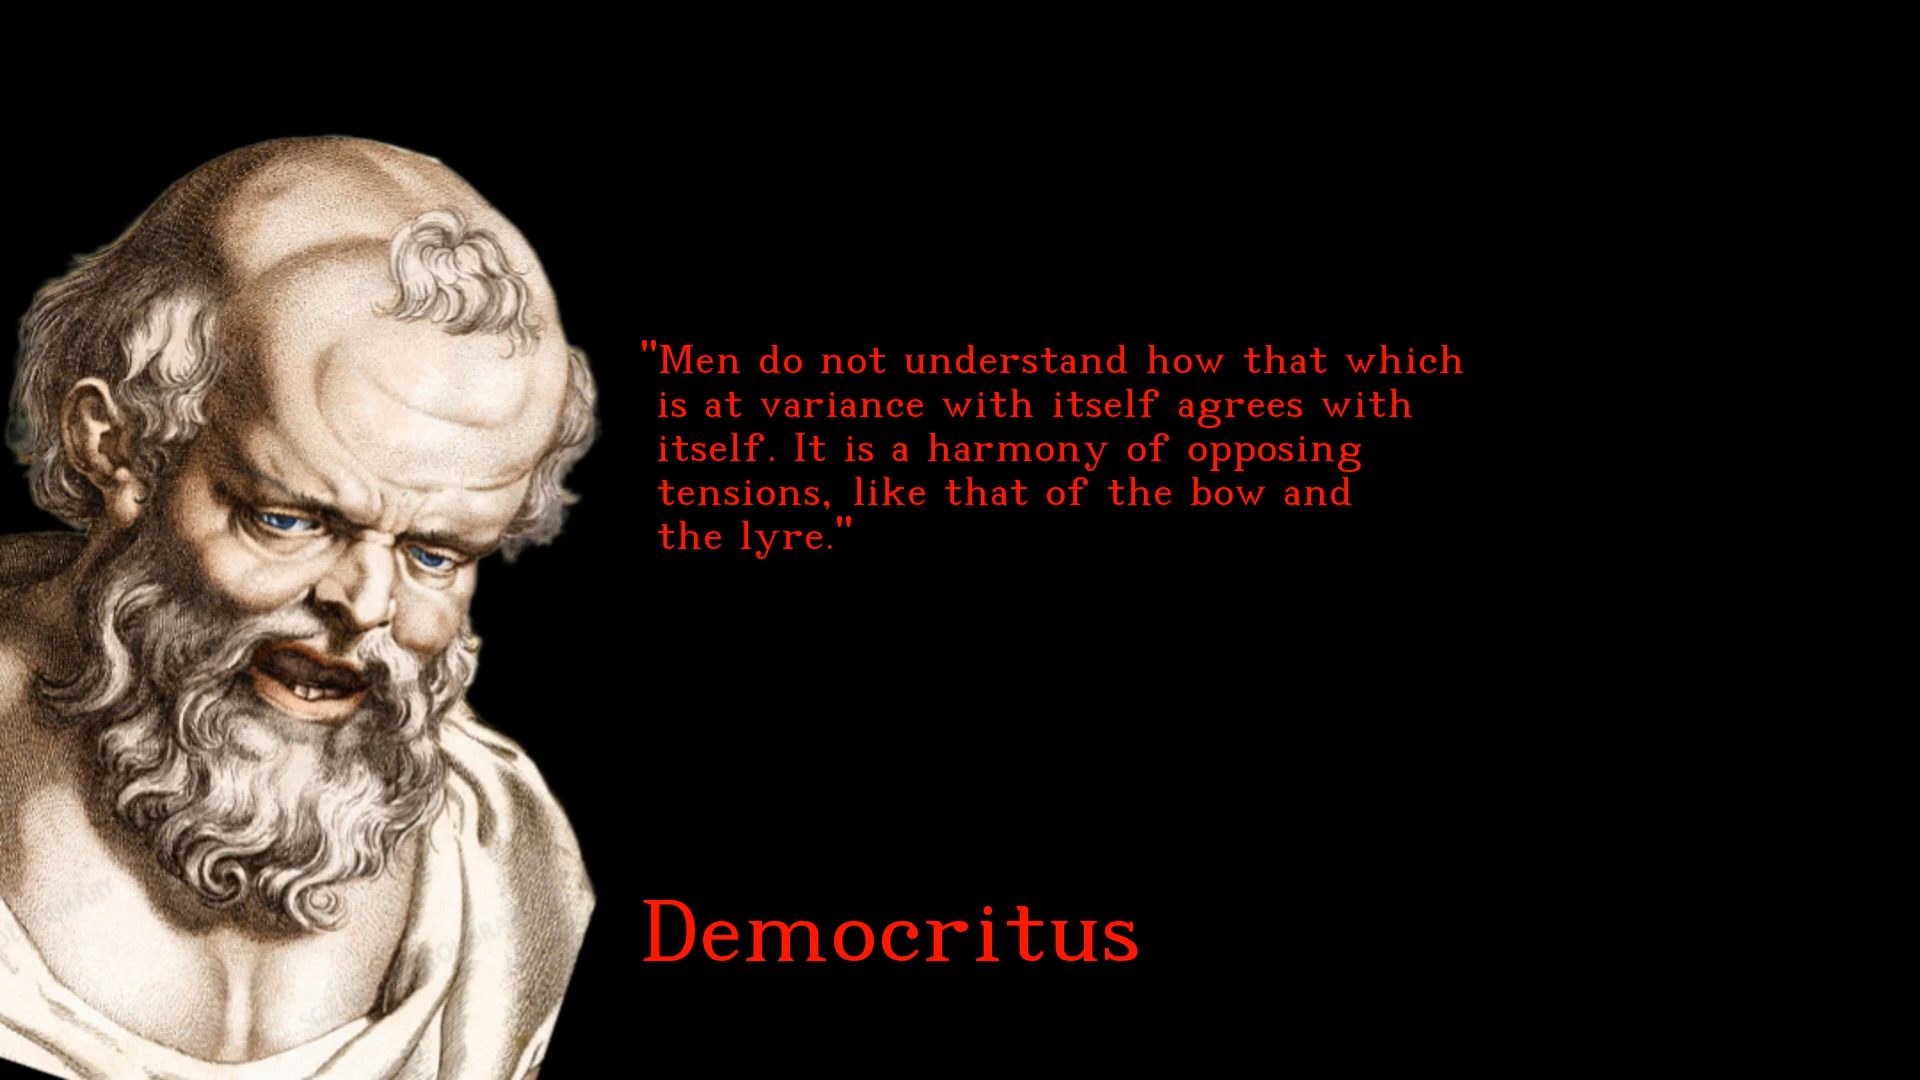 "Men do not understand how that which
is at variance with itself agrees with
itself. It is a harmony of opposing
tensions, like that of the bow and
the lyre."
Democritus